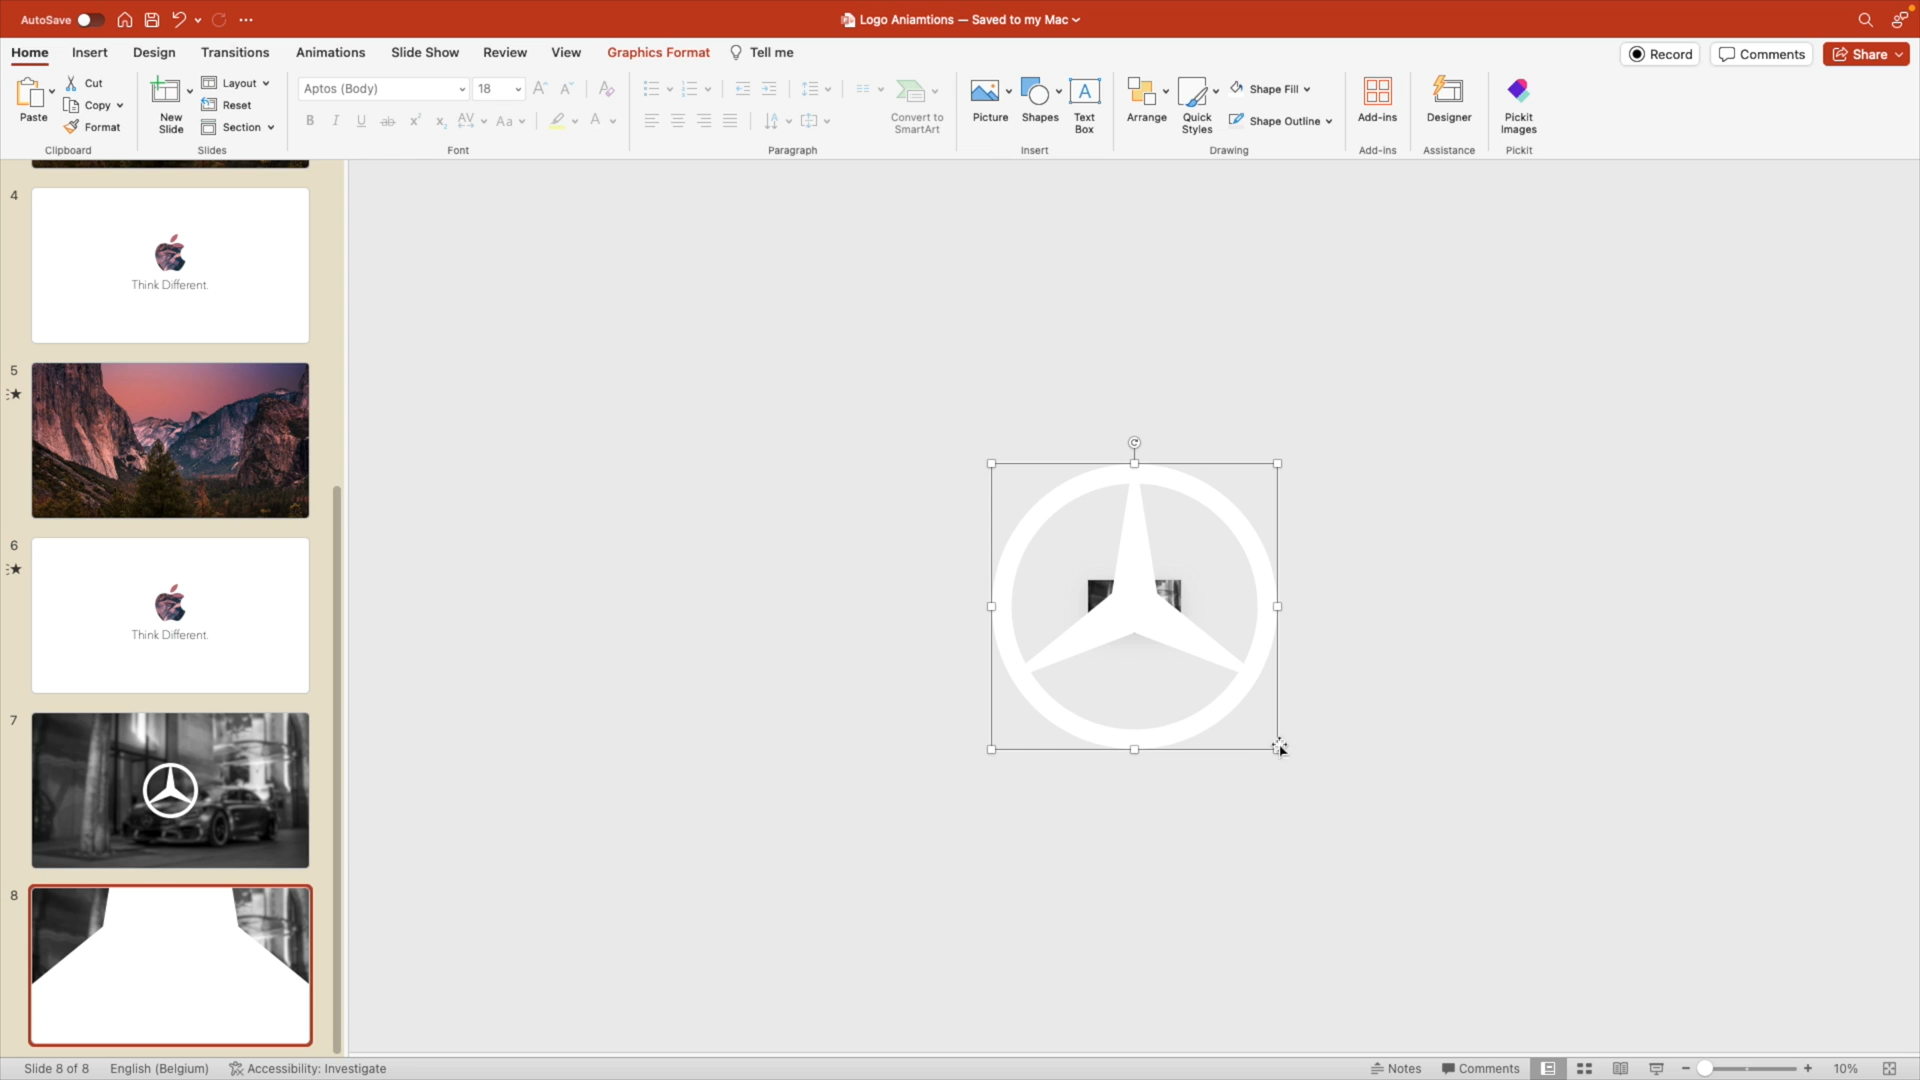 AutoSave
Logo Aniamtions — Saved to my Mac
Home Insert Design Transitions Animations Slide Show Review View Graphics Format Tell me
Record Comments Share
Paste
Cut
Copy
Format
Clipboard
New
Slide
Layout
Reset
Section
Slides
Aptos (Body) 18
Font
Paragraph
Convert to
SmartArt
Picture
Shapes
Text
Box
Insert
Arrange
Quick
Styles
Shape Fill
Shape Outline
Drawing
Add-ins
Add-ins
Designer
Assistance
Pickit
Images
Pickit
4
Think Different.
5
6
Think Different.
7
8
Slide 8 of 8 English (Belgium) Accessibility: Investigate
Notes Comments 10%